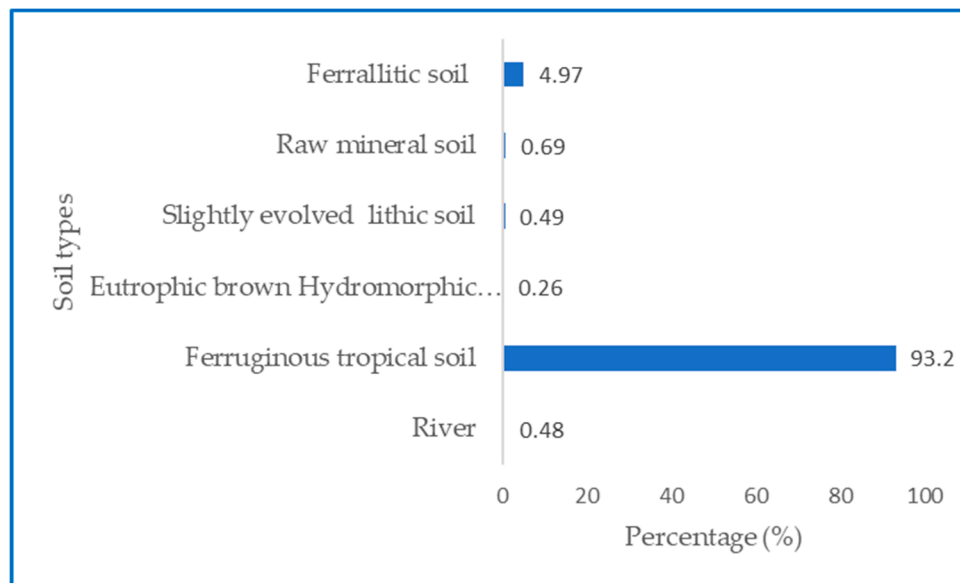 Ferrallitic soil 4.97
Raw mineral soil 0.69
Slightly evolved lithic soil 0.49
Eutrophic brown Hydromorphic… 0.26
Ferruginous tropical soil 93.2
River 0.48
Soil types
0 20 40 60 80 100
Percentage (%)